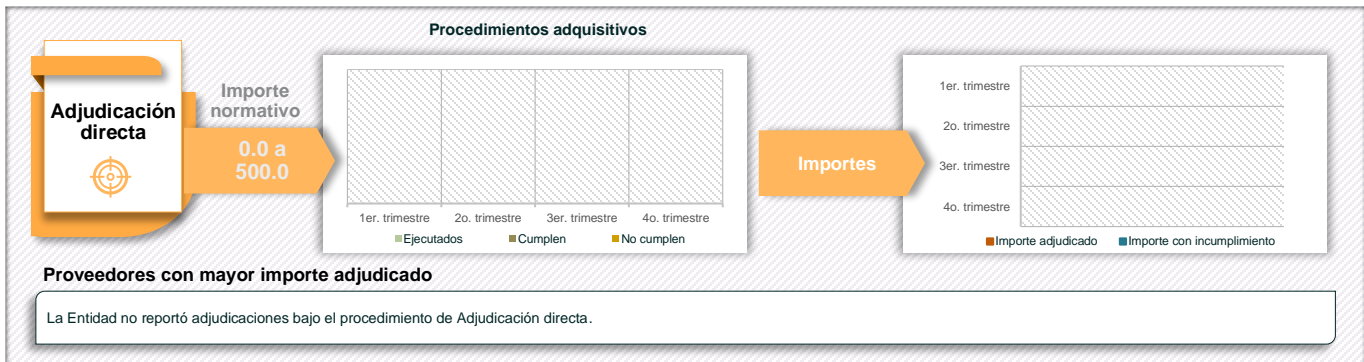 Procedimientos adquisitivos
Adjudicación
directa
Importe
normativo
0.0 a
500.0
1er. trimestre
2o. trimestre
3er. trimestre
4o. trimestre
Ejecutados
Cumplen
No cumplen
Importes
1er. trimestre
2o. trimestre
3er. trimestre
4o. trimestre
Importe adjudicado
Importe con incumplimiento
Proveedores con mayor importe adjudicado
La Entidad no reportó adjudicaciones bajo el procedimiento de Adjudicación directa.